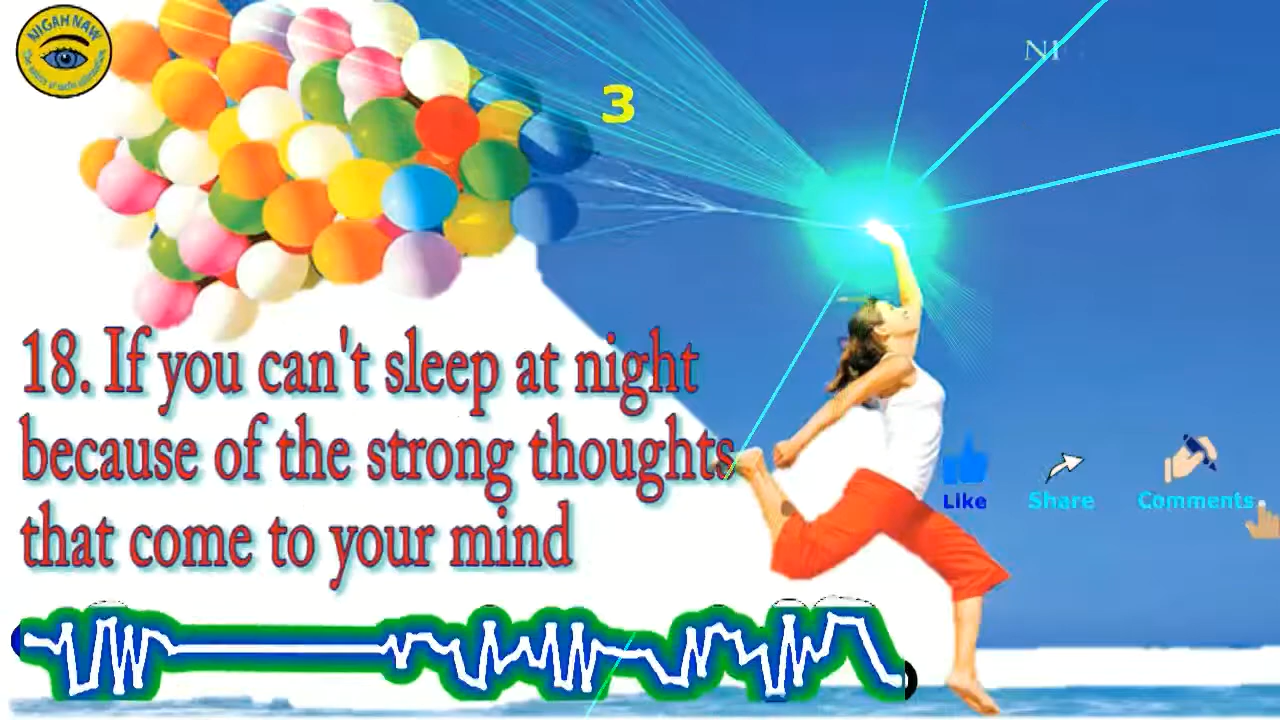 NIGAH NAW
3
NI
18. If you can't sleep at night
because of the strong thoughts
that come to your mind
Like
Share
Comments